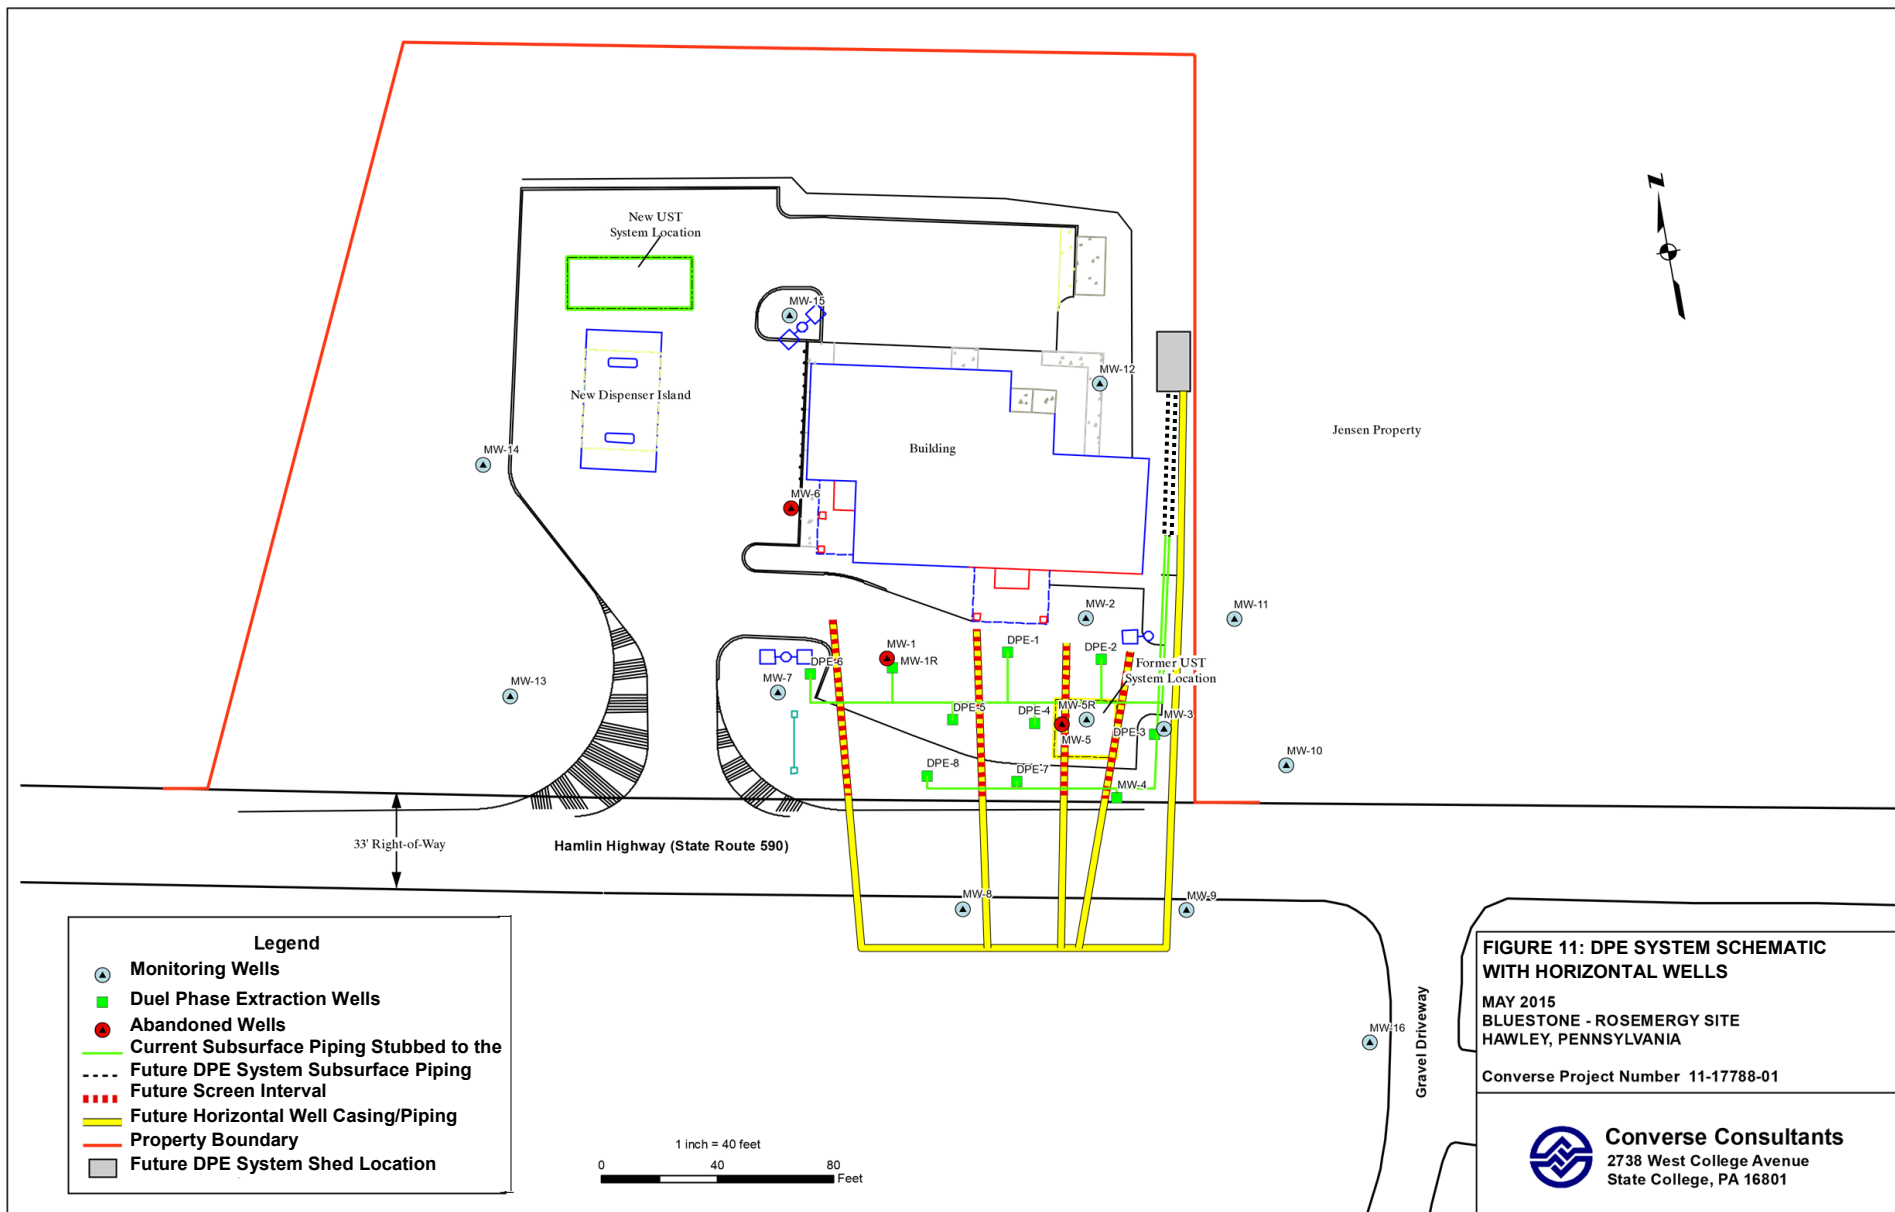 New UST
System Location
MW-15
MW-12
New Dispenser Island
Jensen Property
Building
MW-14
MW-6
MW-2
MW-11
MW-1
DPE-1
DPE-2
DPE-6
MW-1R
Former UST
System Location
MW-7
MW-13
DPE-5
DPE-4
MW-5R
MW-3
DPE-3
MW-5
MW-10
DPE-8
DPE-7
MW-4
33' Right-of-Way
Hamlin Highway (State Route 590)
MW-8
MW-9
MW-16
Gravel Driveway
Z
Legend
Monitoring Wells
Duel Phase Extraction Wells
Abandoned Wells
Current Subsurface Piping Stubbed to the
Future DPE System Subsurface Piping
Future Screen Interval
Future Horizontal Well Casing/Piping
Property Boundary
Future DPE System Shed Location
1 inch = 40 feet
0 40 80
Feet
FIGURE 11: DPE SYSTEM SCHEMATIC
WITH HORIZONTAL WELLS
MAY 2015
BLUESTONE - ROSEMERGY SITE
HAWLEY, PENNSYLVANIA
Converse Project Number 11-17788-01
Converse Consultants
2738 West College Avenue
State College, PA 16801